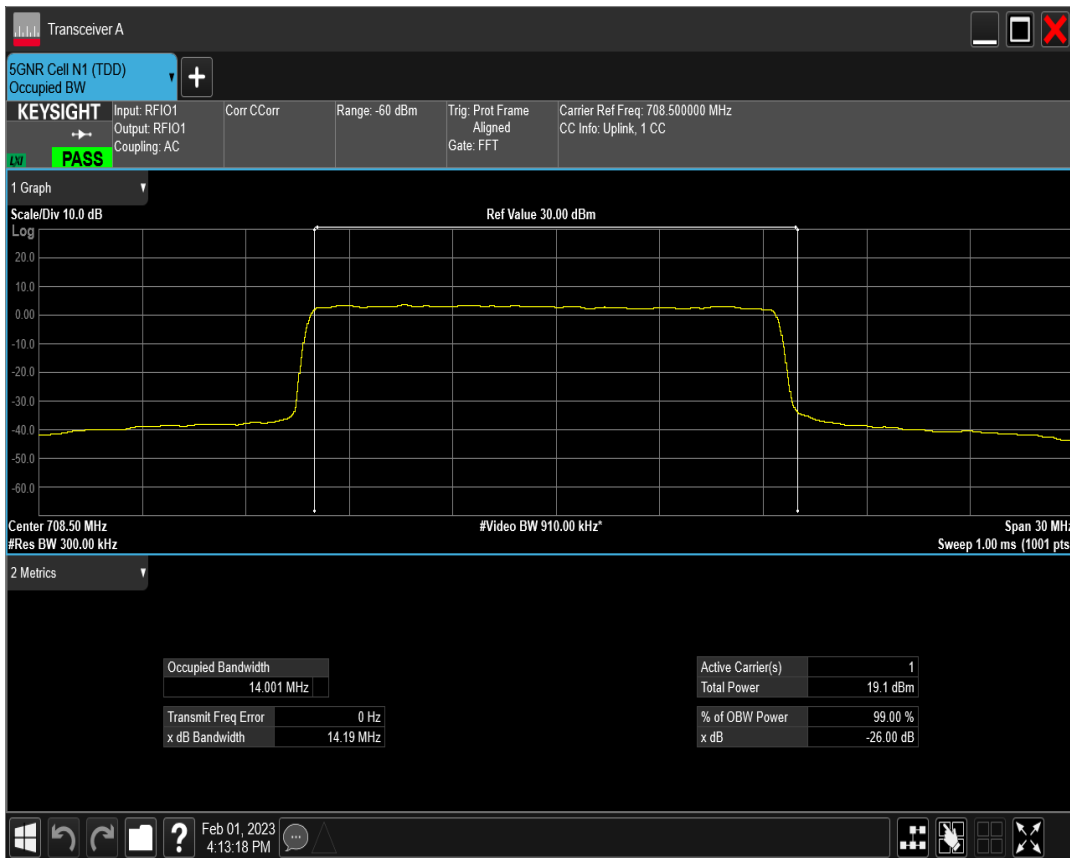 Transceiver A
5GNR Cell N1 (TDD)
Occupied BW
KEYSIGHT
LXI
PASS
Input: RFIO1
Output: RFIO1
Coupling: AC
Corr CCorr
Range: -60 dBm
Trig: Prot Frame
Aligned
Gate: FFT
Carrier Ref Freq: 708.500000 MHz
CC Info: Uplink, 1 CC
1 Graph
Scale/Div 10.0 dB
Ref Value 30.00 dBm
Log
20.0
10.0
0.00
-10.0
-20.0
-30.0
-40.0
-50.0
-60.0
Center 708.50 MHz
#Video BW 910.00 kHz*
Span 30 MHz
#Res BW 300.00 kHz
Sweep 1.00 ms (1001 pts
2 Metrics
Occupied Bandwidth
14.001 MHz
Transmit Freq Error 0 Hz
x dB Bandwidth 14.19 MHz
Active Carrier(s) 1
Total Power 19.1 dBm
% of OBW Power 99.00 %
x dB -26.00 dB
?
Feb 01, 2023
4:13:18 PM